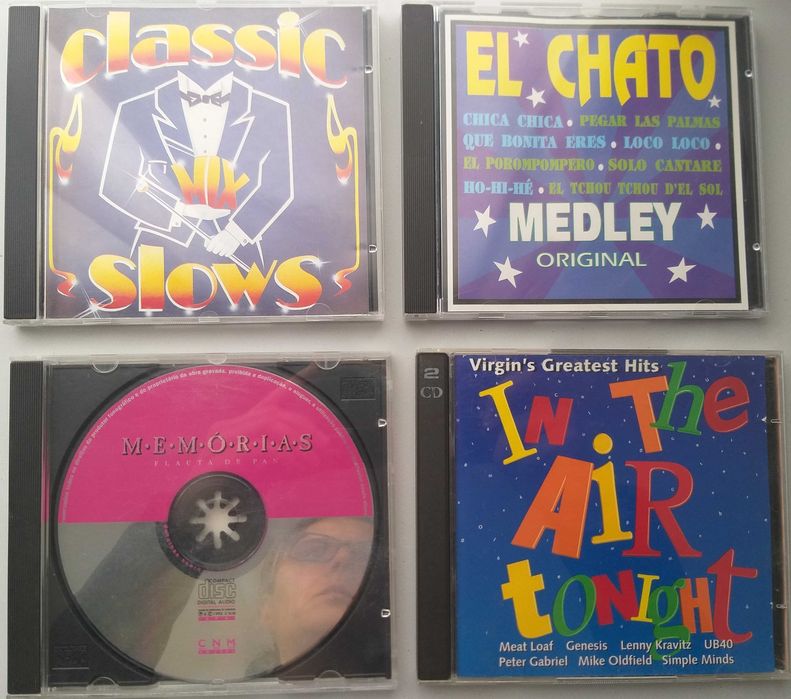 classic
MIX
slows
EL CHATO
CHICA CHICA • PEGAR LAS PALMAS
QUE BONITA ERES • LOCO LOCO •
EL POROMPOMPERO • SOLO CANTARE
HO-HI-HÉ • EL TCHOU TCHOU D'EL SOL
MEDLEY
ORIGINAL
M•E•M•Ó•R•I•A•S
FLAUTA DE PAN
COMPACT
disc
DIGITAL AUDIO
CNM
2
CD
Virgin's Greatest Hits
In The
AiR
tonight
Meat Loaf Genesis Lenny Kravitz UB40
Peter Gabriel Mike Oldfield Simple Minds